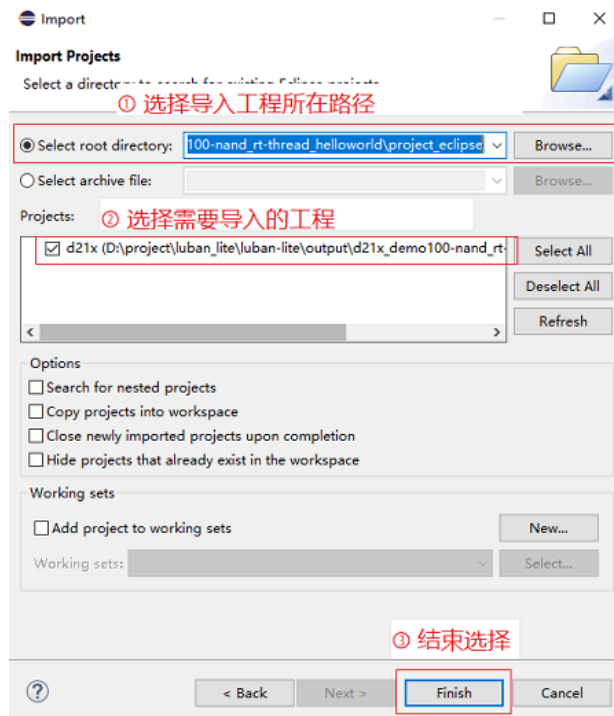 Import
Import Projects
Select a directory to search for existing Eclipse projects
① 选择导入工程所在路径
Select root directory: 100-nand_rt-thread_helloworld\project_eclipse Browse...
Select archive file: Browse...
Projects: ② 选择需要导入的工程
d21x (D:\project\luban_lite\luban-lite\output\d21x_demo100-nand_rt- Select All
Deselect All
Refresh
Options
Search for nested projects
Copy projects into workspace
Close newly imported projects upon completion
Hide projects that already exist in the workspace
Working sets
Add project to working sets New...
Working sets: Select...
③ 结束选择
? < Back Next > Finish Cancel